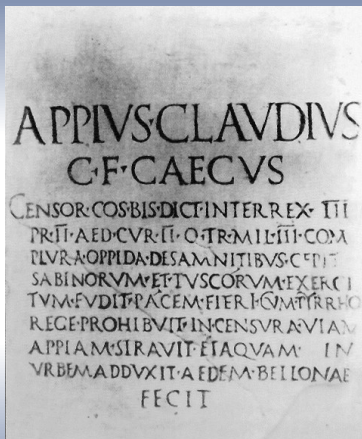 APPIVS·CLAVDIVS
C·F·CAECVS
CENSOR·COS·BIS·DICT·INTERREX·III
PR·II·AED·CVR·II·Q·TR·MIL·III·COM
PLVRA·OPPIDA·DE·SAMNITIBVS·CEPIT
SABINORVM·ET·TVSCORVM·EXERCI
TVM·FVDIT·PACEM·FIERI·CVM·PYRRHO
REGE·PROHIBVIT·IN·CENSVRA·VIAM
APPIAM·STRAVIT·ET·AQVAM· IN
VRBEM·ADDVXIT·AEDEM·BELLONAE
FECIT